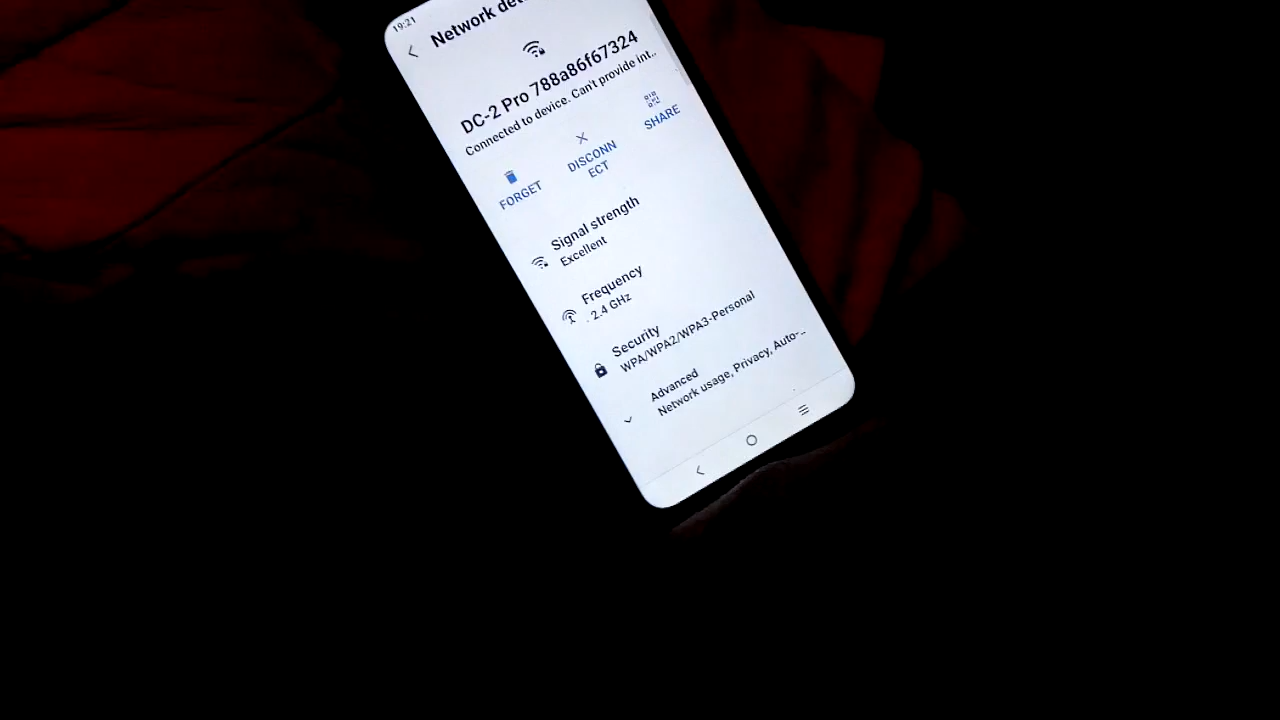 19:21
Network det
DC-2 Pro 788a86f67324
Connected to device. Can't provide int..
FORGET
DISCONN
ECT
SHARE
Signal strength
Excellent
Frequency
2.4 GHz
Security
WPA/WPA2/WPA3-Personal
Advanced
Network usage, Privacy, Auto-..